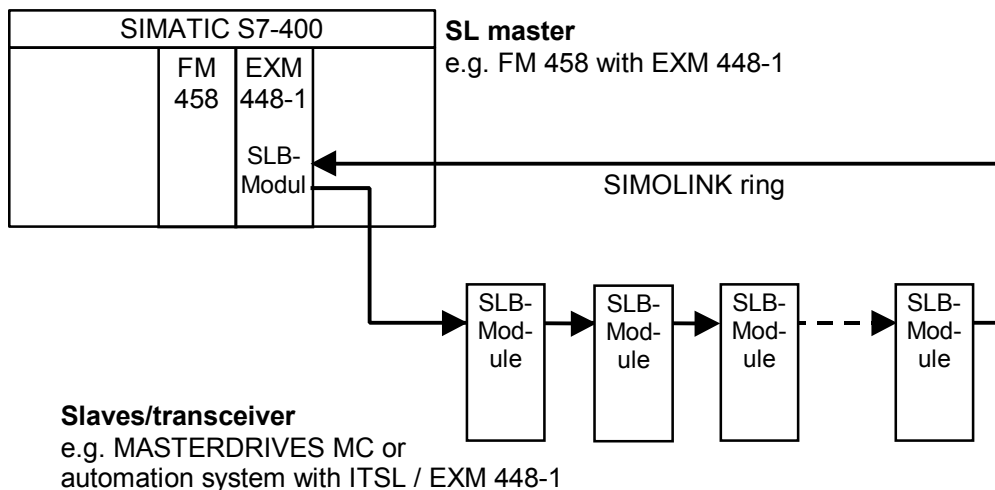 SIMATIC S7-400
FM
458
EXM
448-1
SLB-
Modul
SL master
e.g. FM 458 with EXM 448-1
SIMOLINK ring
SLB-
Mod-
ule
SLB-
Mod-
ule
SLB-
Mod-
ule
SLB-
Mod-
ule
Slaves/transceiver
e.g. MASTERDRIVES MC or
automation system with ITSL / EXM 448-1